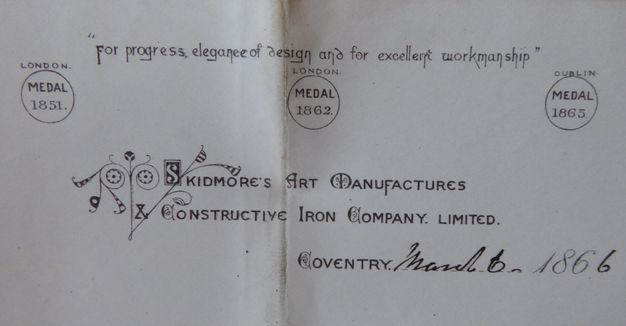 "For progress, elegance of design and for excellent workmanship"
LONDON. LONDON. DUBLIN.
MEDAL MEDAL MEDAL
1851. 1862. 1865.
SKIDMORE'S ART MANUFACTURES
& CONSTRUCTIVE IRON COMPANY. LIMITED.
COVENTRY. March 6. 1866